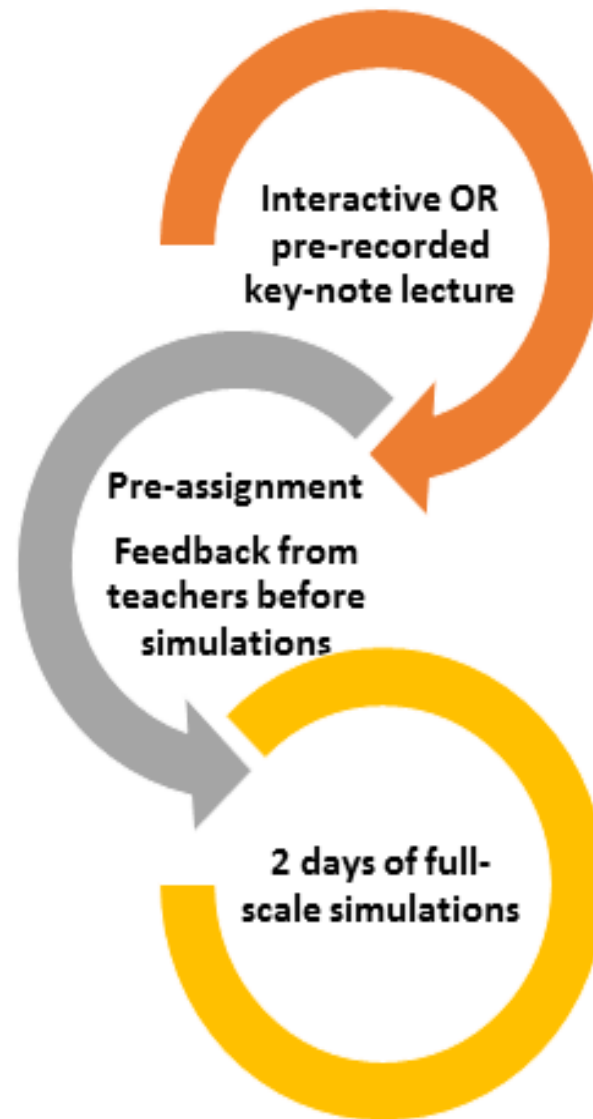 Interactive OR
pre-recorded
key-note lecture
Pre-assignment
Feedback from
teachers before
simulations
2 days of full-
scale simulations